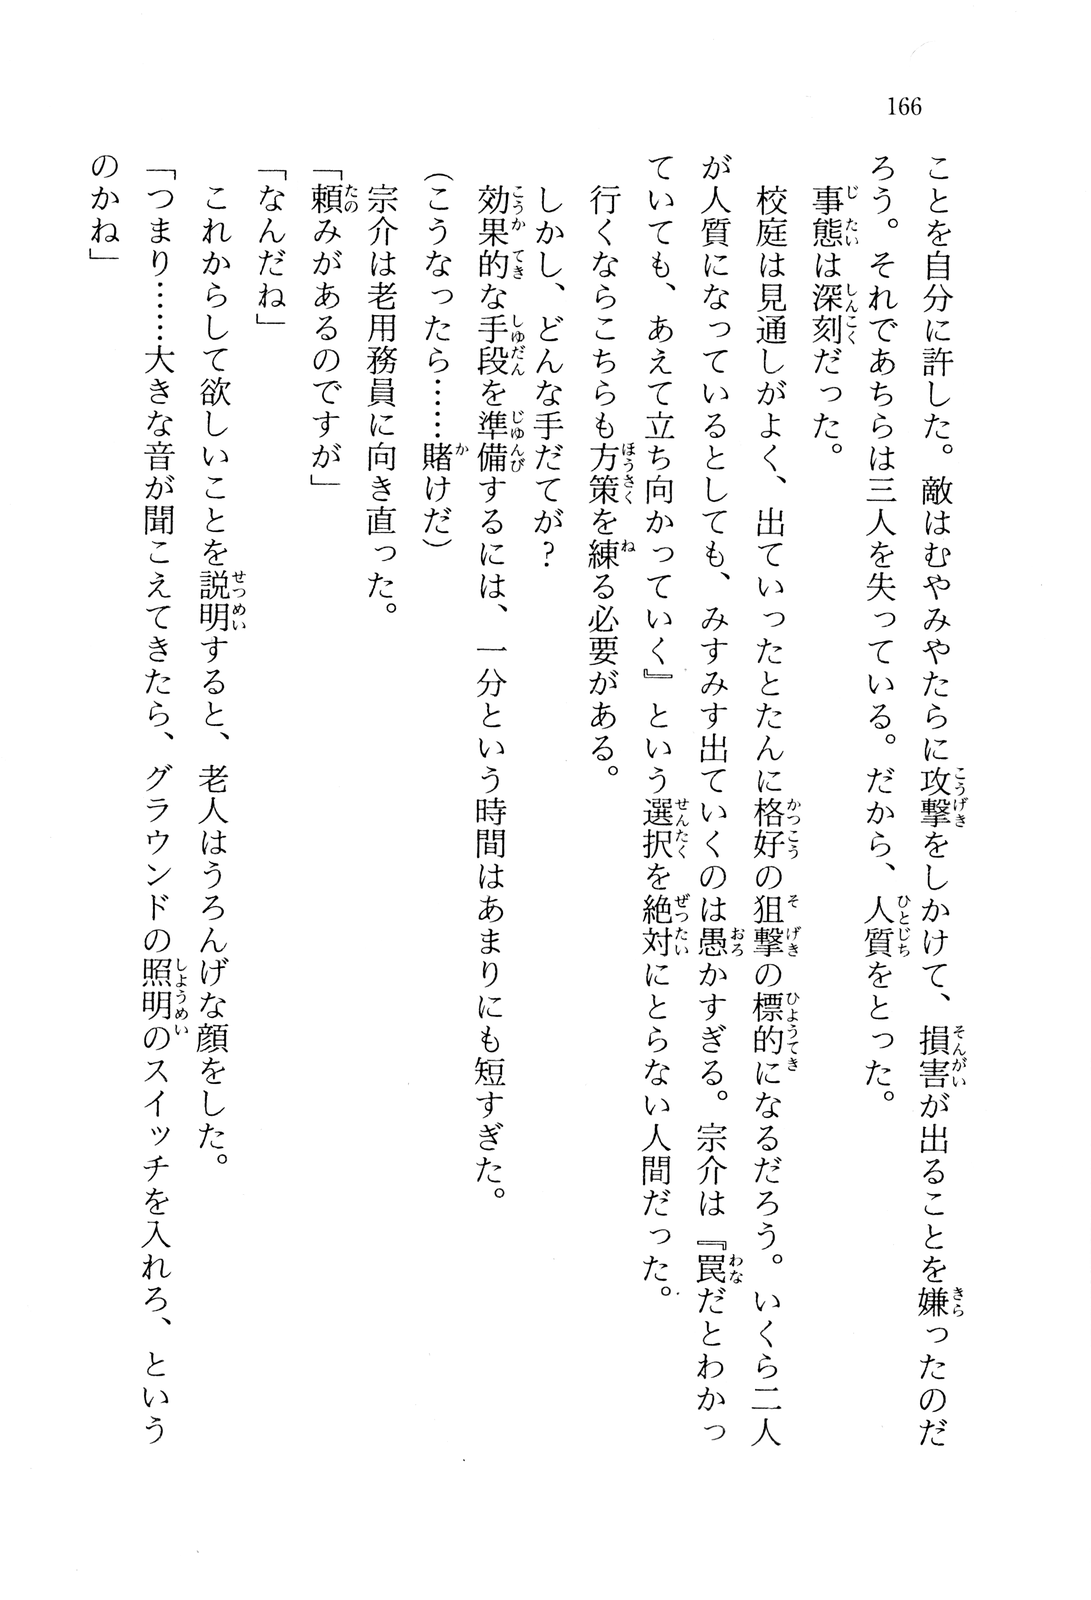 166
ことを自分に許した。敵はむやみやたらに攻撃をしかけて、損害が出ることを嫌ったのだ
ろう。それであちらは三人を失っている。だから、人質をとった。
事態は深刻だった。
校庭は見通しがよく、出ていったとたんに格好の狙撃の標的になるだろう。いくら二人
が人質になっているとしても、みすみす出ていくのは愚かすぎる。宗介は『罠だとわかっ
ていても、あえて立ち向かっていく』という選択を絶対にとらない人間だった。
行くならこちらも方策を練る必要がある。
しかし、どんな手だてが？
効果的な手段を準備するには、一分という時間はあまりにも短すぎた。
（こうなったら……賭けだ）
宗介は老用務員に向き直った。
「頼みがあるのですが」
「なんだね」
これからして欲しいことを説明すると、老人はうろんげな顔をした。
「つまり……大きな音が聞こえてきたら、グラウンドの照明のスイッチを入れろ、という
のかね」